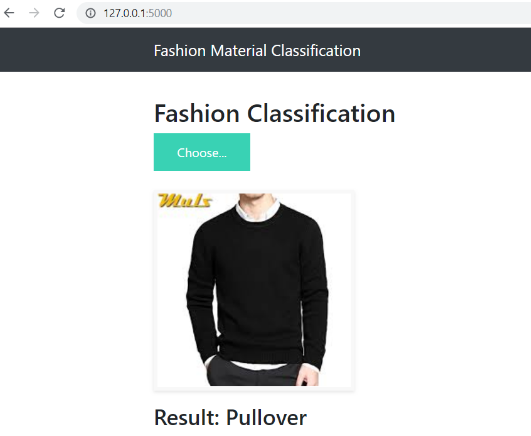 127.0.0.1:5000
Fashion Material Classification
Fashion Classification
Choose...
Muls
Result: Pullover